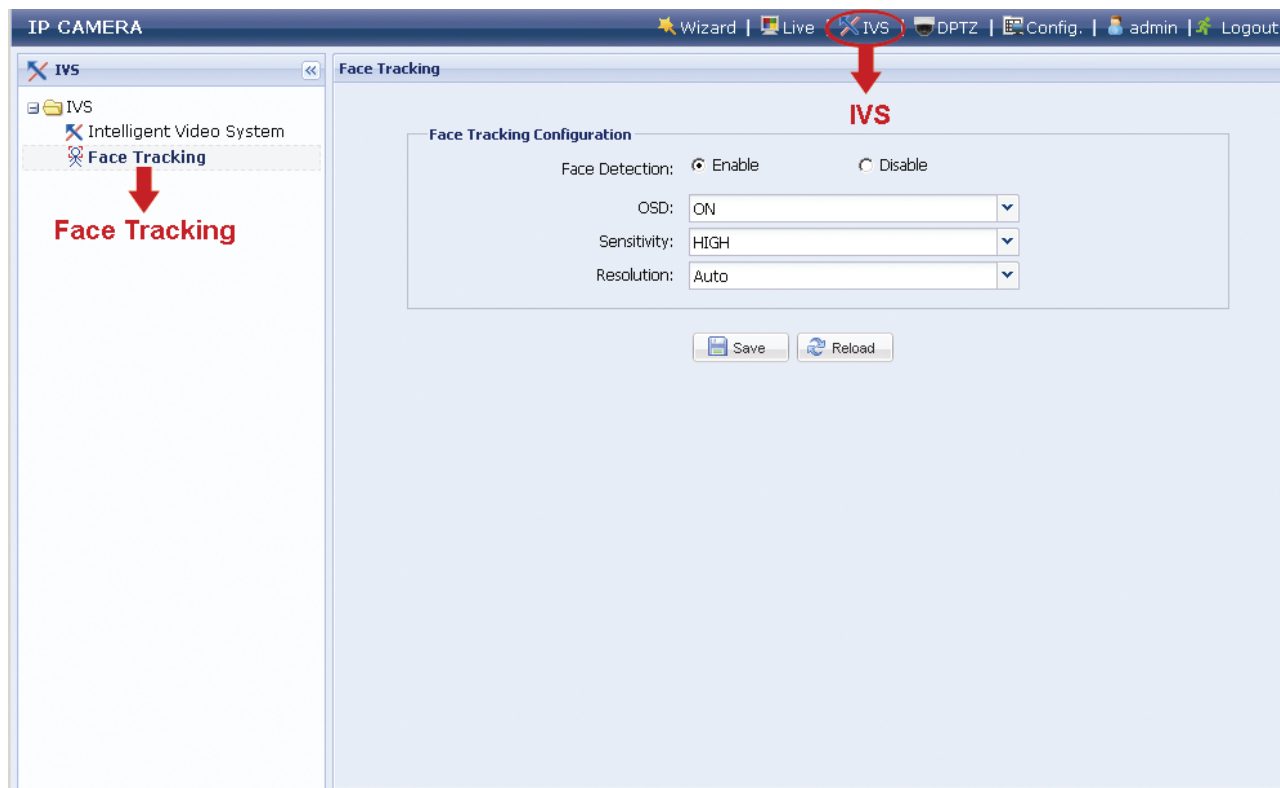 IP CAMERA
Wizard | Live | IVS | DPTZ | Config. | admin | Logout
IVS
Face Tracking
IVS
IVS
Intelligent Video System
Face Tracking
Face Tracking
Face Tracking Configuration
Face Detection: Enable Disable
OSD: ON
Sensitivity: HIGH
Resolution: Auto
Save Reload